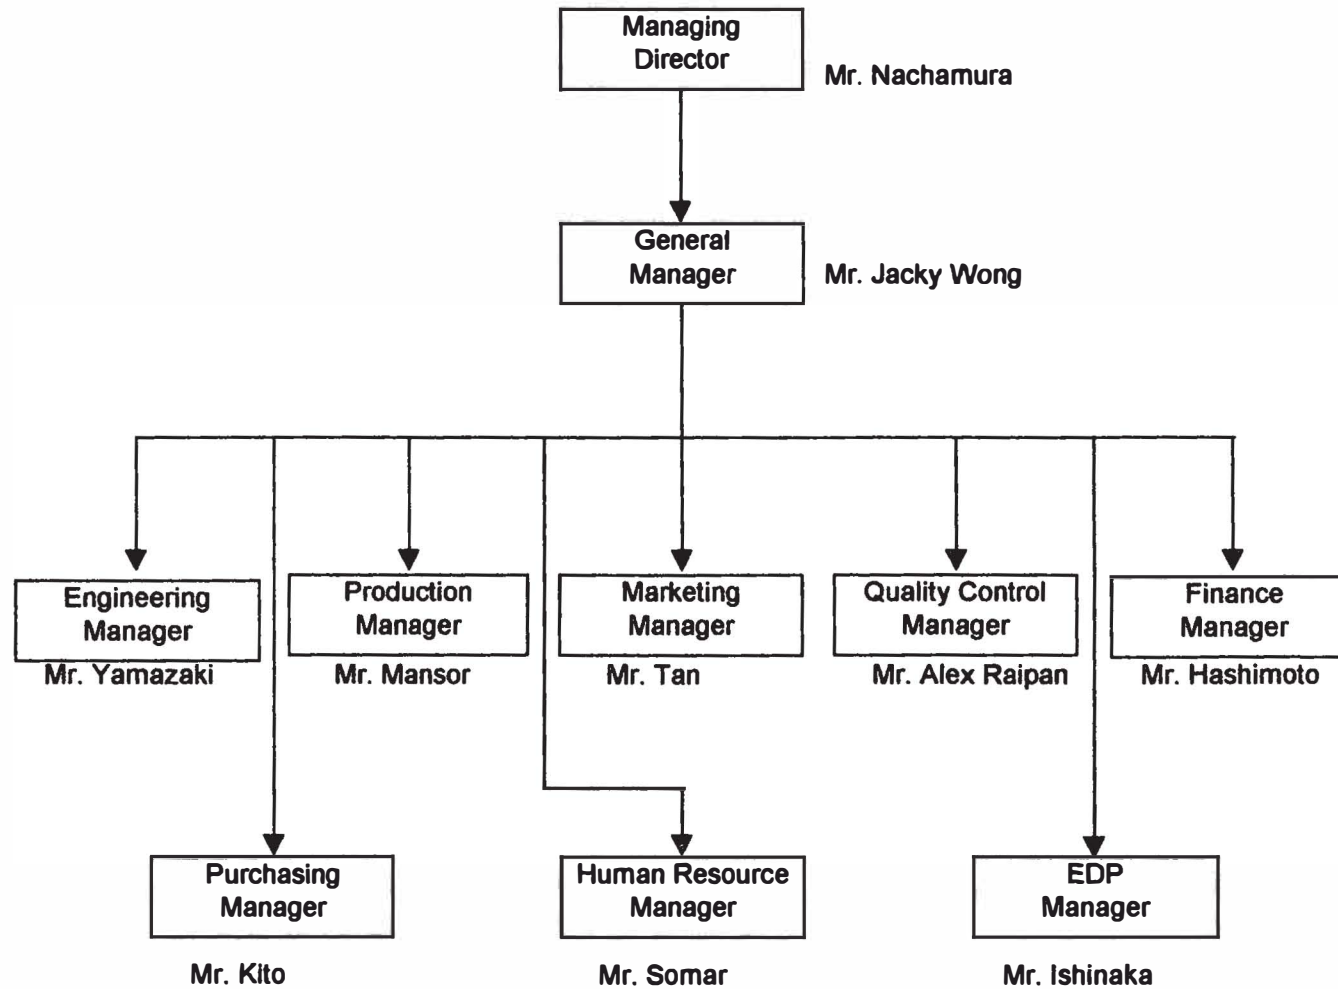 Managing
Director
Mr. Nachamura
General
Manager
Mr. Jacky Wong
Engineering
Manager
Mr. Yamazaki
Production
Manager
Mr. Mansor
Marketing
Manager
Mr. Tan
Quality Control
Manager
Mr. Alex Raipan
Finance
Manager
Mr. Hashimoto
Purchasing
Manager
Mr. Kito
Human Resource
Manager
Mr. Somar
EDP
Manager
Mr. Ishinaka